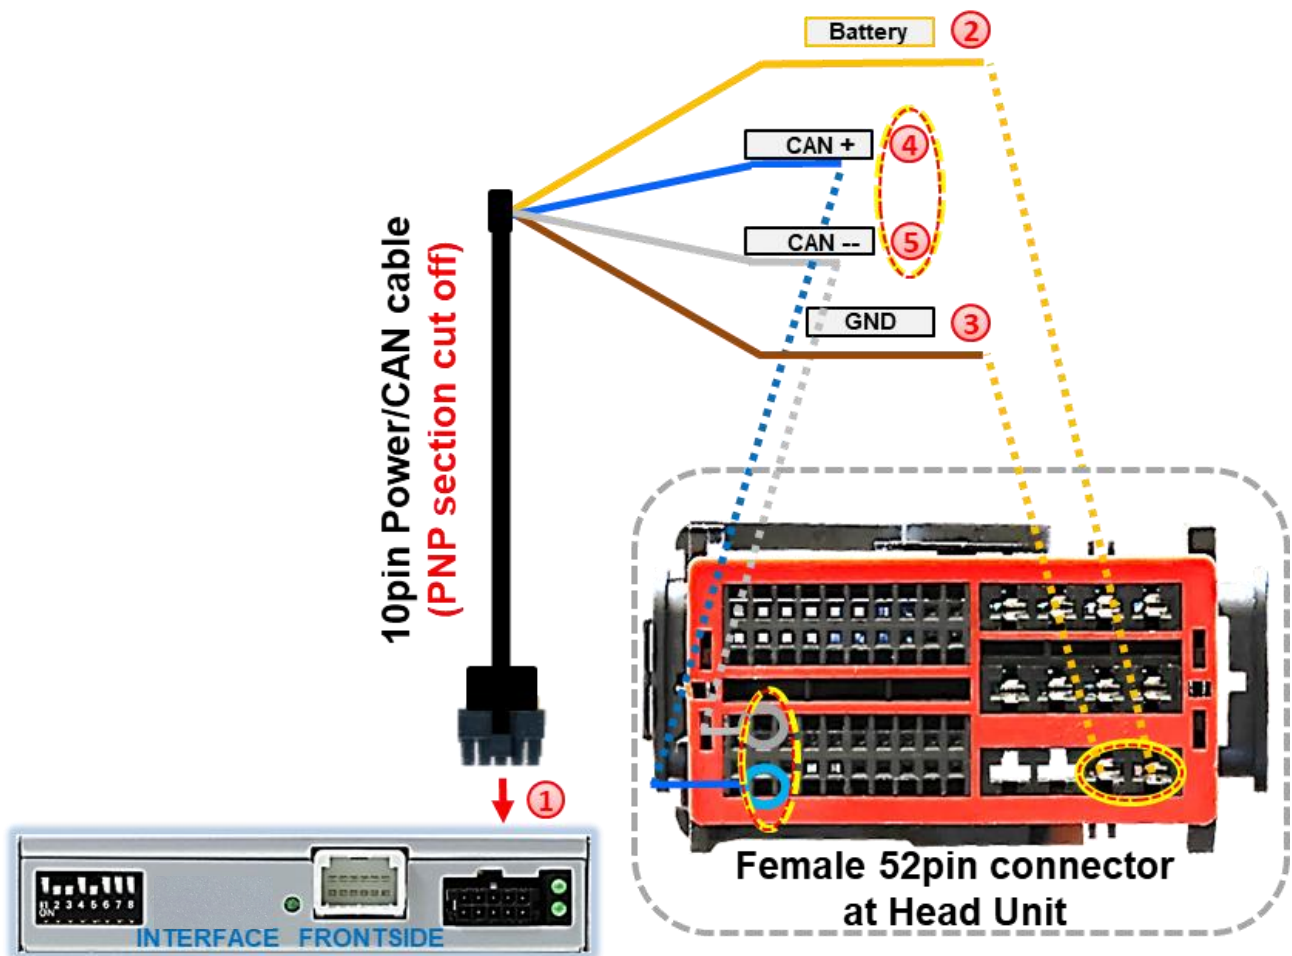 Battery 2
CAN + 4
CAN -- 5
GND 3
10pin Power/CAN cable
(PNP section cut off)
1
ON
1 2 3 4 5 6 7 8
INTERFACE FRONTSIDE
Female 52pin connector
at Head Unit